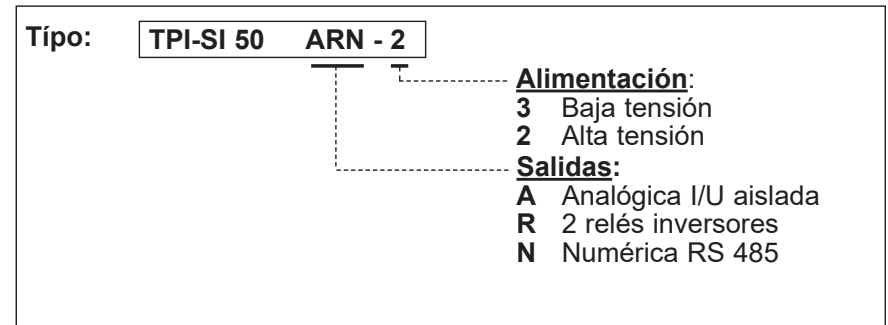 Típo: TPI-SI 50 ARN - 2
Alimentación:
3 Baja tensión
2 Alta tensión
Salidas:
A Analógica I/U aislada
R 2 relés inversores
N Numérica RS 485